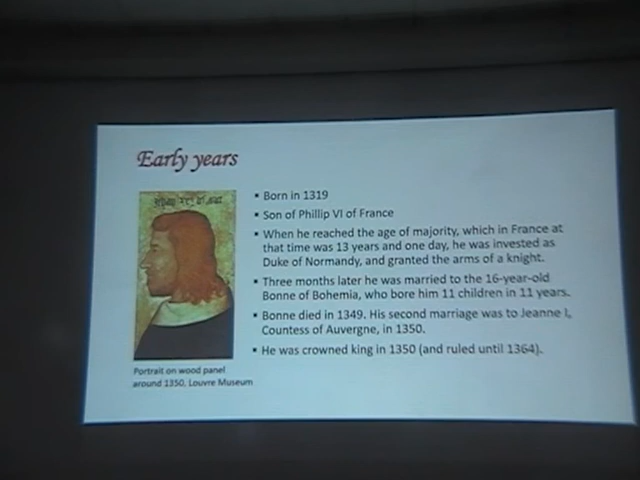 Early years
▪ Born in 1319
▪ Son of Phillip VI of France
▪ When he reached the age of majority, which in France at
that time was 13 years and one day, he was invested as
Duke of Normandy, and granted the arms of a knight.
▪ Three months later he was married to the 16-year-old
Bonne of Bohemia, who bore him 11 children in 11 years.
▪ Bonne died in 1349. His second marriage was to Jeanne I,
Countess of Auvergne, in 1350.
▪ He was crowned king in 1350 (and ruled until 1364).
Portrait on wood panel
around 1350, Louvre Museum